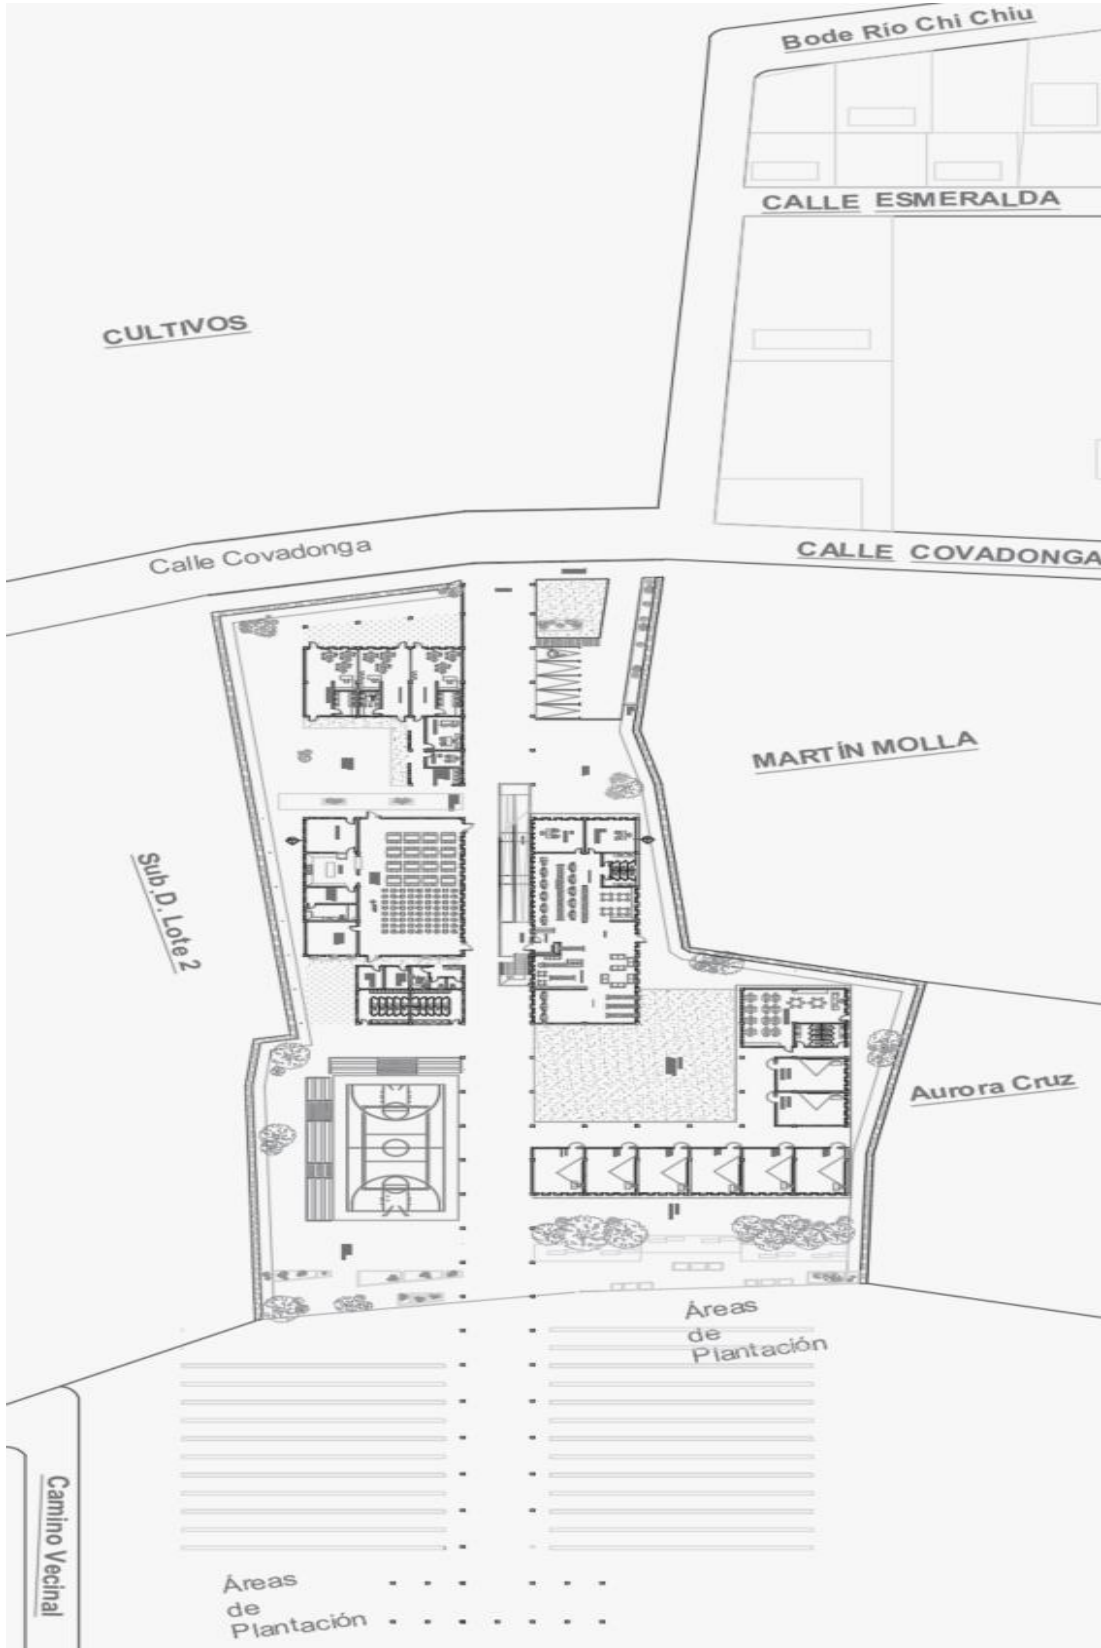 Bode Río Chi Chiu
CALLE ESMERALDA
CULTIVOS
Calle Covadonga
CALLE COVADONGA
MARTÍN MOLLA
Sub.D. Lote 2
Aurora Cruz
Áreas
de
Plantación
Camino Vecinal
Áreas
de
Plantación